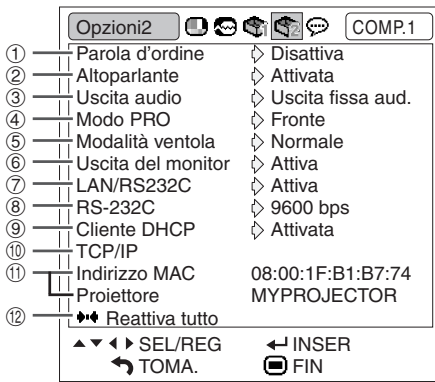 Opzioni2 COMP.1
① Parola d'ordine Disattiva
② Altoparlante Attivata
③ Uscita audio Uscita fissa aud.
④ Modo PRO Fronte
⑤ Modalità ventola Normale
⑥ Uscita del monitor Attiva
⑦ LAN/RS232C Attiva
⑧ RS-232C 9600 bps
⑨ Cliente DHCP Attivata
⑩ TCP/IP
⑪ Indirizzo MAC 08:00:1F:B1:B7:74
Proiettore MYPROJECTOR
⑫ Reattiva tutto
SEL/REG INSER
TOMA. FIN